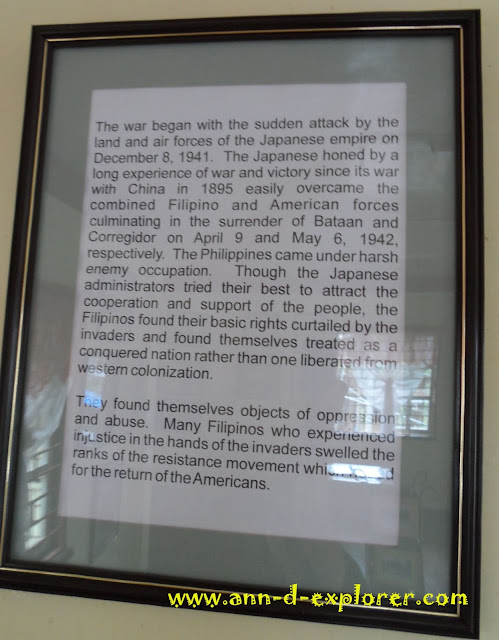 The war began with the sudden attack by the
land and air forces of the Japanese empire on
December 8, 1941. The Japanese honed by a
long experience of war and victory since its war
with China in 1895 easily overcame the
combined Filipino and American forces
culminating in the surrender of Bataan and
Corregidor on April 9 and May 6, 1942,
respectively. The Philippines came under harsh
enemy occupation. Though the Japanese
administrators tried their best to attract the
cooperation and support of the people, the
Filipinos found their basic rights curtailed by the
invaders and found themselves treated as a
conquered nation rather than one liberated from
western colonization.
They found themselves objects of oppression
and abuse. Many Filipinos who experienced
injustice in the hands of the invaders swelled the
ranks of the resistance movement which
for the return of the Americans.
www.ann-d-explorer.com